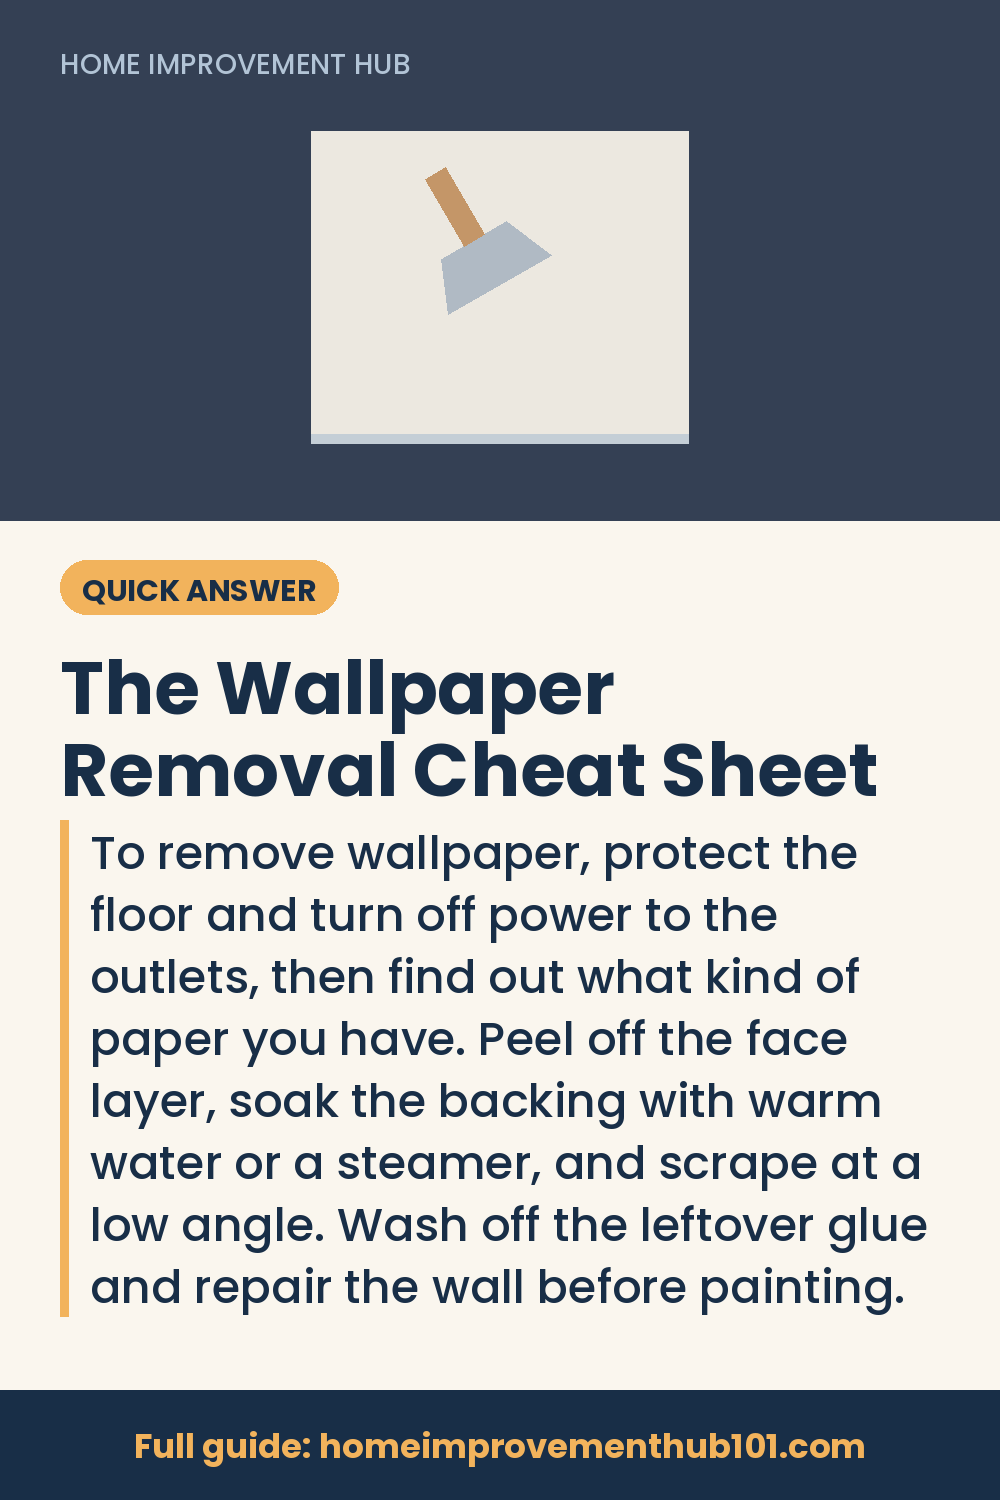 HOME IMPROVEMENT HUB
QUICK ANSWER
The Wallpaper
Removal Cheat Sheet
To remove wallpaper, protect the
floor and turn off power to the
outlets, then find out what kind of
paper you have. Peel off the face
layer, soak the backing with warm
water or a steamer, and scrape at a
low angle. Wash off the leftover glue
and repair the wall before painting.
Full guide: homeimprovementhub101.com